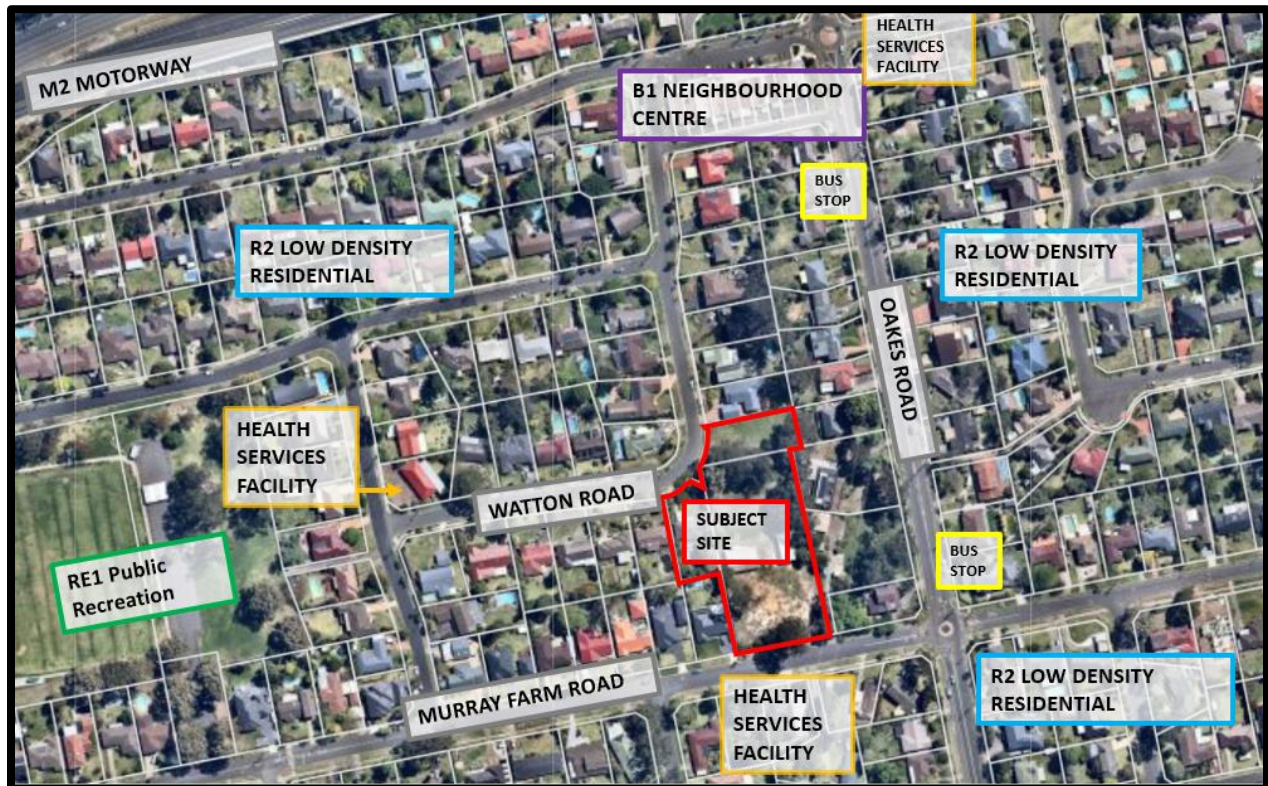 M2 MOTORWAY
HEALTH
SERVICES
FACILITY
B1 NEIGHBOURHOOD
CENTRE
BUS
STOP
R2 LOW DENSITY
RESIDENTIAL
R2 LOW DENSITY
RESIDENTIAL
OAKES ROAD
HEALTH
SERVICES
FACILITY
WATTON ROAD
SUBJECT
SITE
BUS
STOP
RE1 Public
Recreation
MURRAY FARM ROAD
HEALTH
SERVICES
FACILITY
R2 LOW DENSITY
RESIDENTIAL